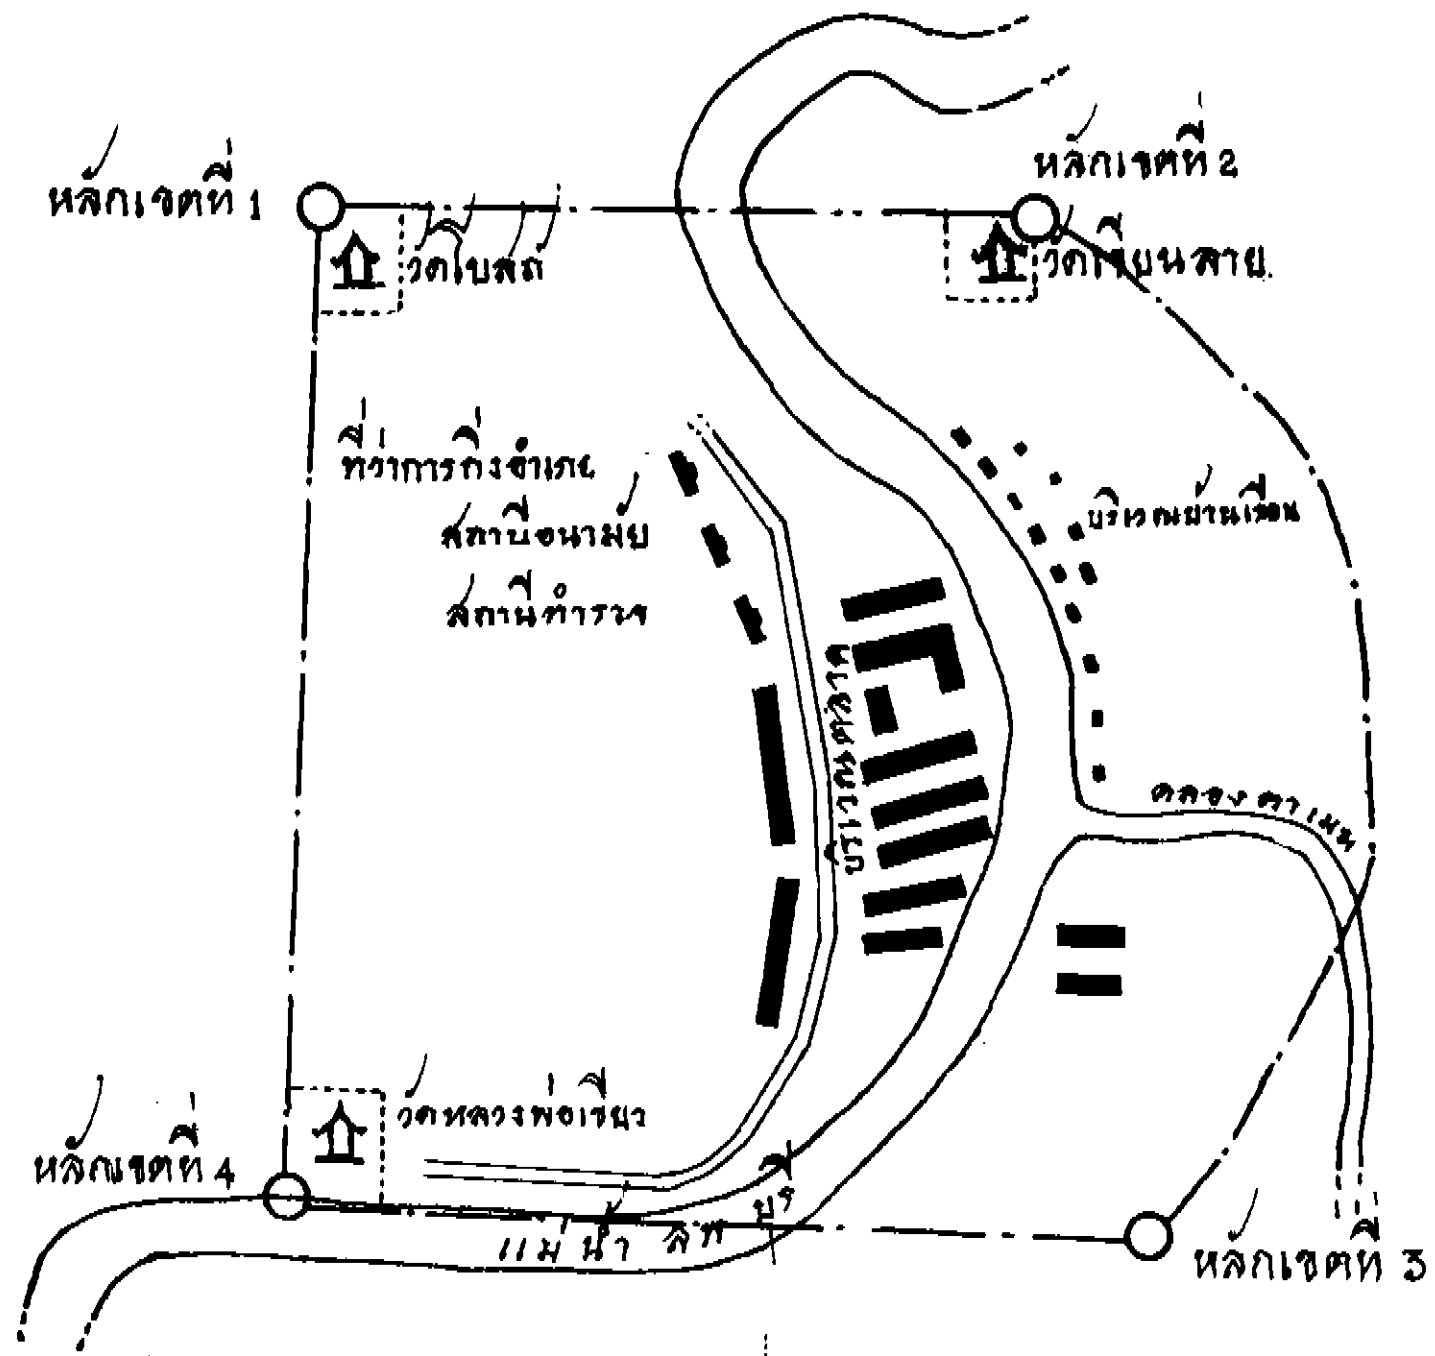 หลักเขตที่ 1
หลักเขตที่ 2
วัดโบสถ์
วัดเขียนลาย
ที่ว่าการกิ่งอำเภอ
สถานีอนามัย
สถานีตำรวจ
บริเวณย่านเรือน
บริเวณตลาด
คลองตาเมน
วัดหลวงพ่อเขียว
หลักเขตที่ 4
แม่น้ำลพบุรี
หลักเขตที่ 3